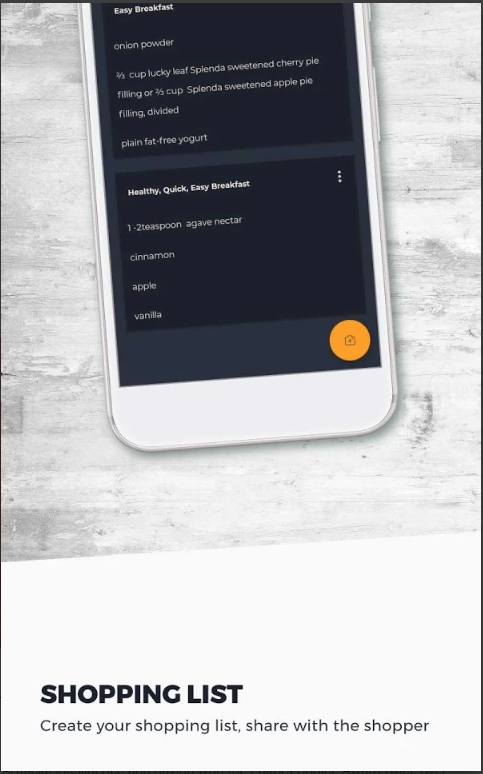 Easy Breakfast
onion powder
⅔ cup lucky leaf Splenda sweetened cherry pie
filling or ⅔ cup Splenda sweetened apple pie
filling, divided
plain fat-free yogurt
Healthy, Quick, Easy Breakfast
1 -2teaspoon agave nectar
cinnamon
apple
vanilla
SHOPPING LIST
Create your shopping list, share with the shopper